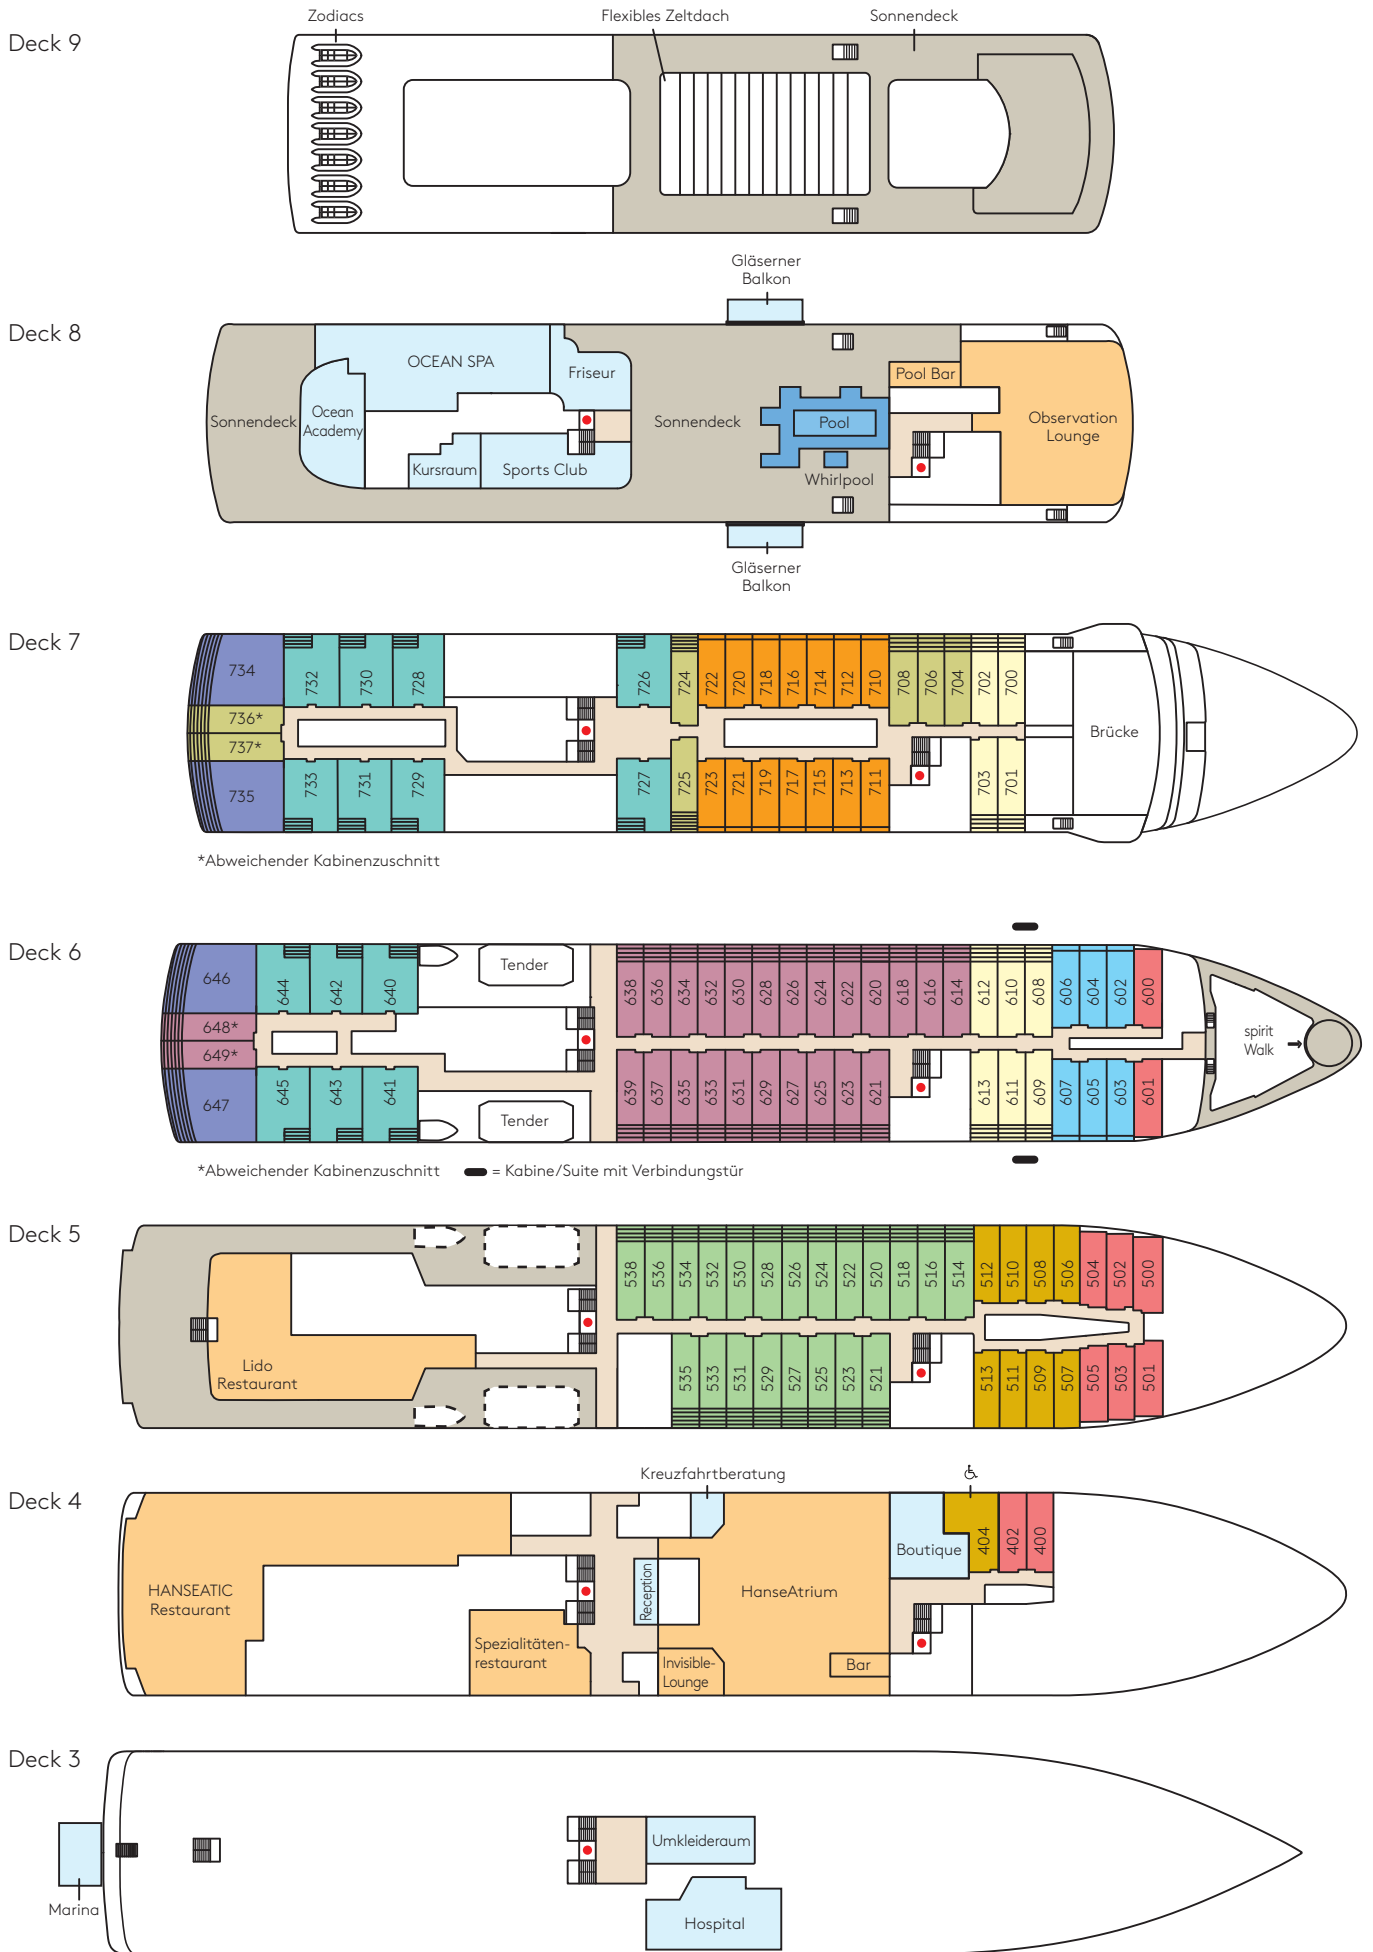 Zodiacs
Flexibles Zeltdach
Sonnendeck
Deck 9
Gläserner
Balkon
Deck 8
OCEAN SPA
Friseur
Pool Bar
Sonnendeck
Ocean
Academy
Sonnendeck
Pool
Observation
Lounge
Kursraum
Sports Club
Whirlpool
Gläserner
Balkon
Deck 7
734
732
730
728
726
724
722
720
718
716
714
712
710
708
706
704
702
700
736*
737*
Brücke
735
733
731
729
727
725
723
721
719
717
715
713
711
703
701
*Abweichender Kabinenzuschnitt
Deck 6
646
644
642
640
Tender
638
636
634
632
630
628
626
624
622
620
618
616
614
612
610
608
606
604
602
600
648*
649*
spirit
Walk
647
645
643
641
Tender
639
637
635
633
631
629
627
625
623
621
613
611
609
607
605
603
601
*Abweichender Kabinenzuschnitt
= Kabine/Suite mit Verbindungstür
Deck 5
538
536
534
532
530
528
526
524
522
520
518
516
514
512
510
508
506
504
502
500
Lido
Restaurant
535
533
531
529
527
525
523
521
513
511
509
507
505
503
501
Kreuzfahrtberatung
Deck 4
404
402
400
Boutique
HANSEATIC
Restaurant
Reception
HanseAtrium
Spezialitäten-
restaurant
Invisible-
Lounge
Bar
Deck 3
Umkleideraum
Marina
Hospital